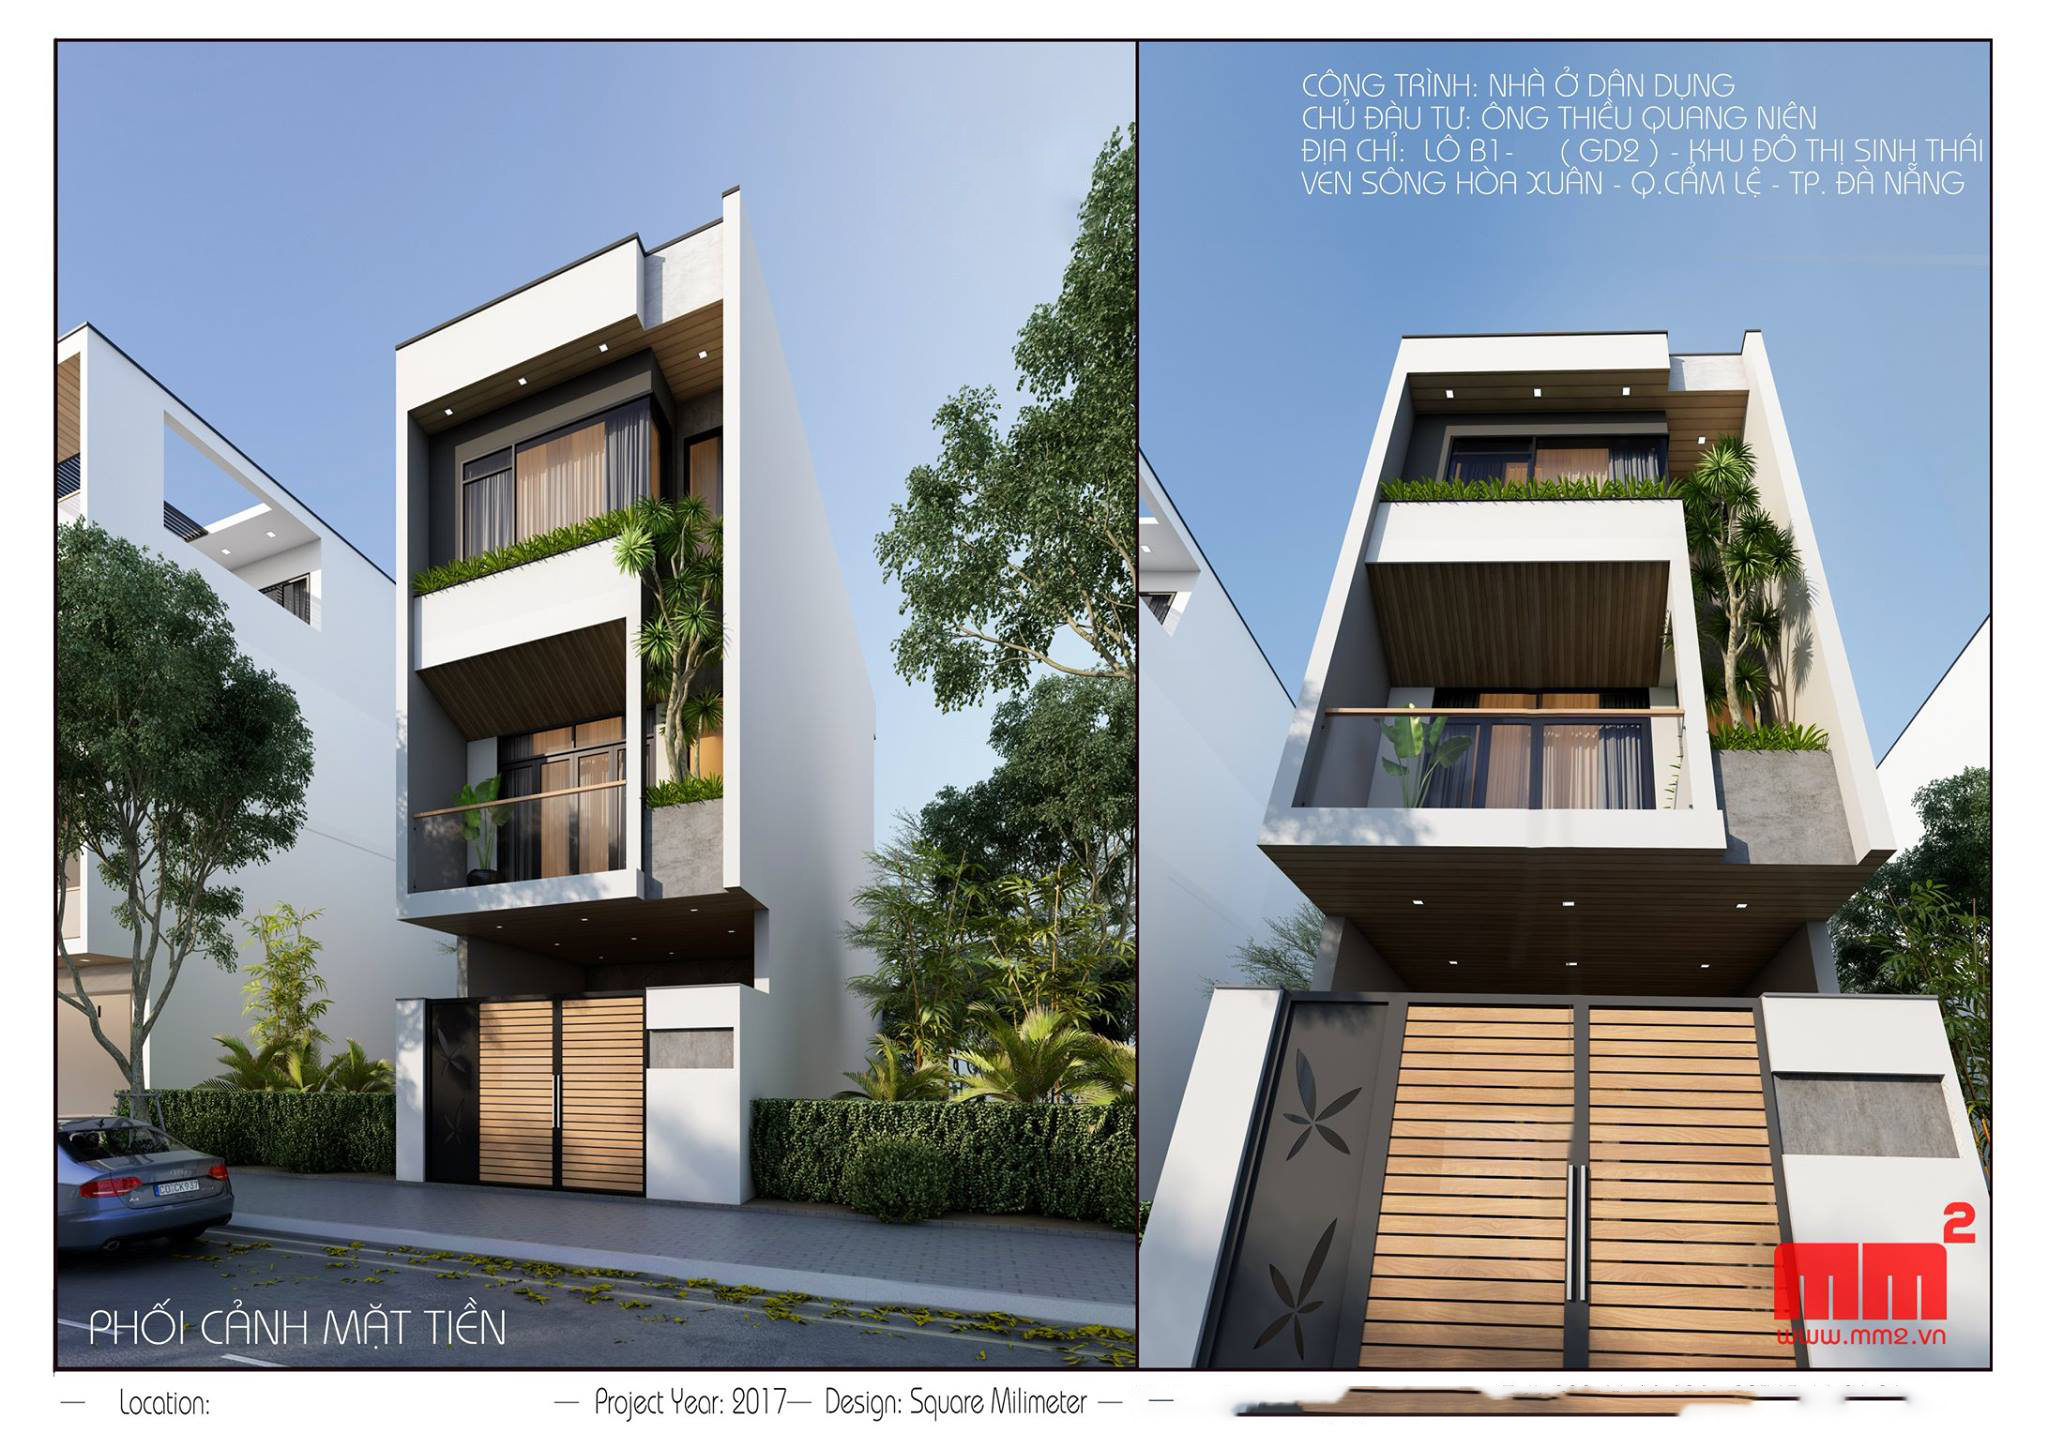 CÔNG TRÌNH: NHÀ Ở DÂN DỤNG
CHỦ ĐÀU TƯ: ÔNG THIỀU QUANG NIÊN
ĐỊA CHỈ: LÔ B1- ( GD2 ) - KHU ĐÔ THỊ SINH THÁI
VEN SÔNG HÒA XUÂN - Q.CẨM LỆ - TP. ĐÀ NẴNG
PHỐI CẢNH MẶT TIỀN
mm2
www.mm2.vn
— Location: — Project Year: 2017— Design: Square Milimeter — —